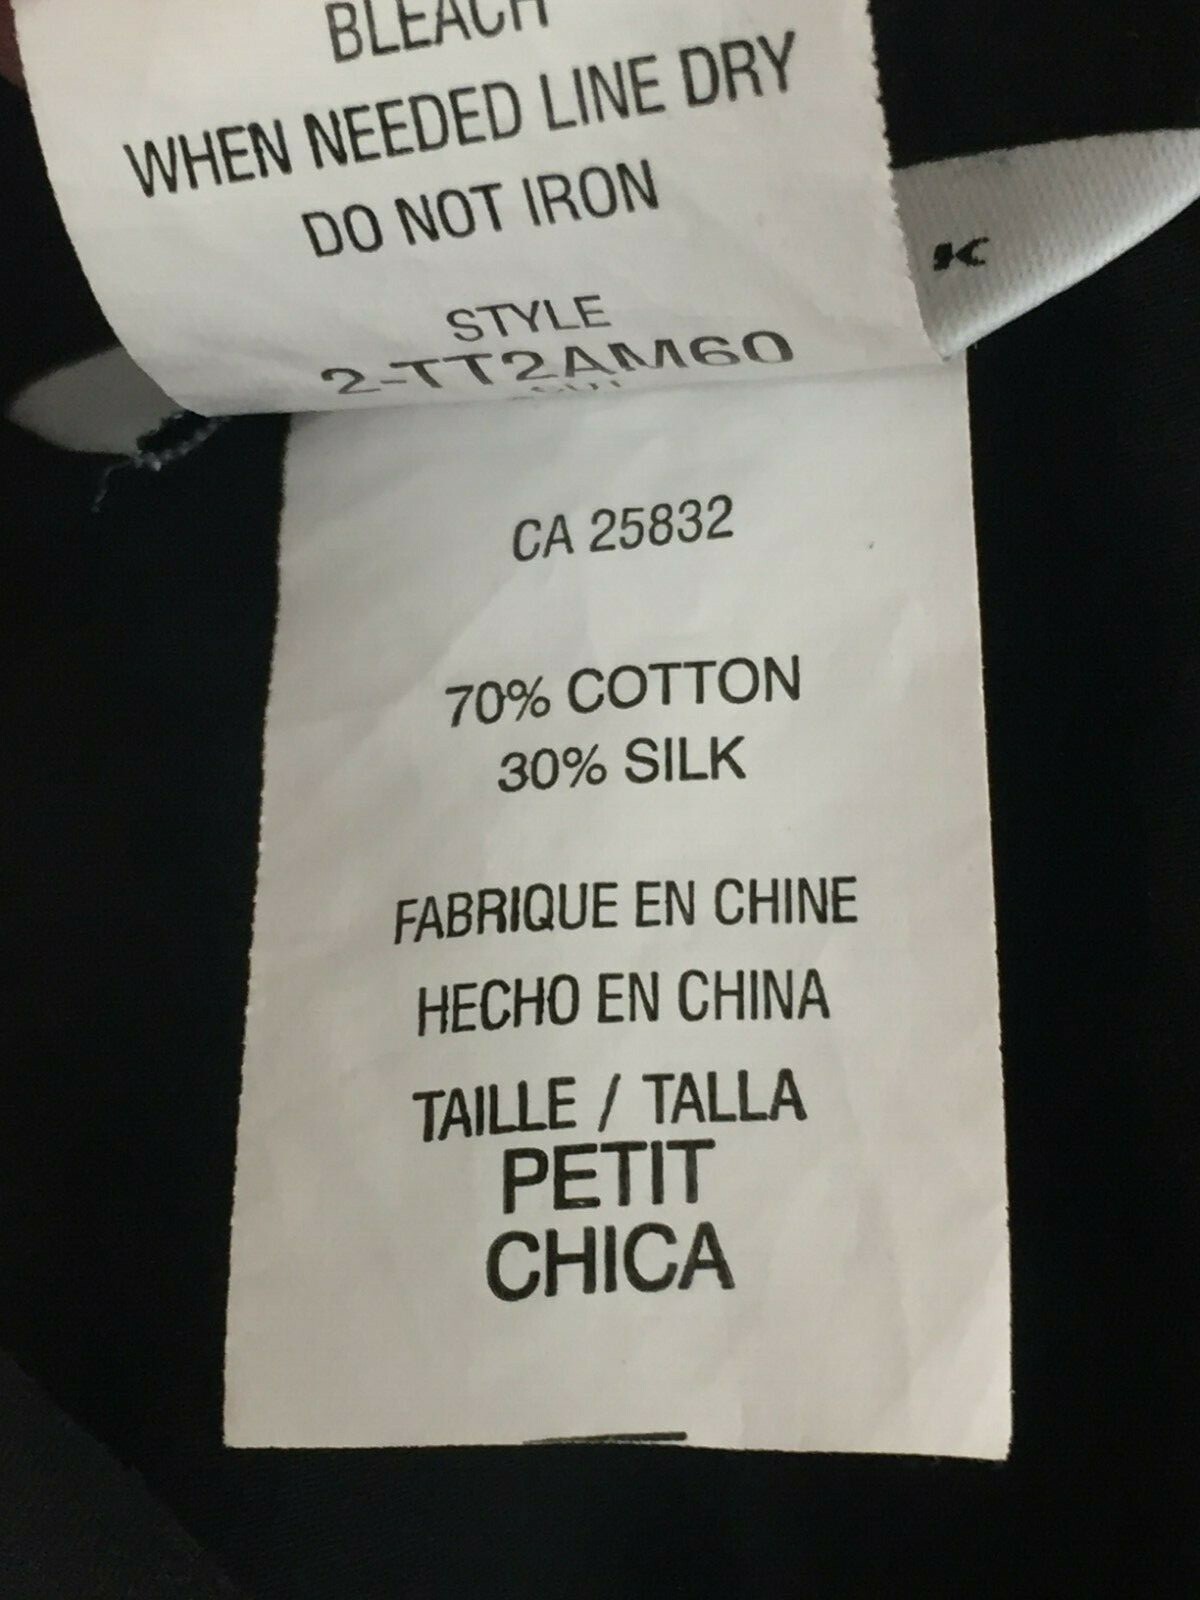 BLEACH
WHEN NEEDED LINE DRY
DO NOT IRON
STYLE
2-TT2AM60
K
CA 25832
70% COTTON
30% SILK
FABRIQUE EN CHINE
HECHO EN CHINA
TAILLE / TALLA
PETIT
CHICA